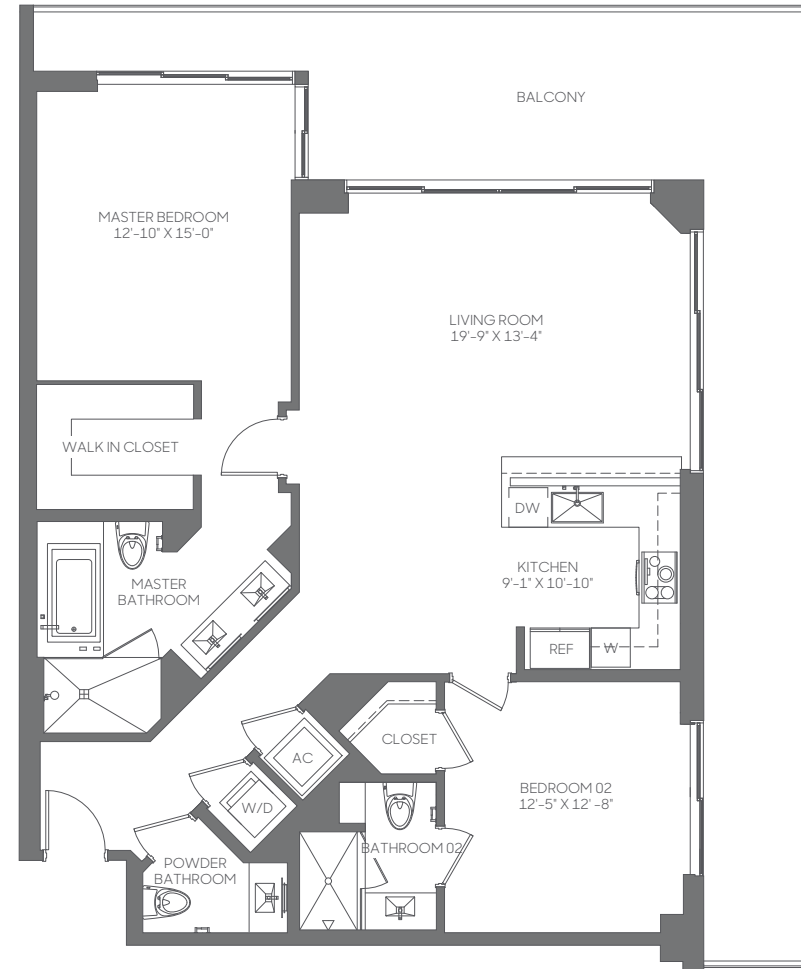 BALCONY
MASTER BEDROOM
12'-10" X 15'-0"
LIVING ROOM
19'-9" X 13'-4"
WALK IN CLOSET
DW
KITCHEN
9'-1" X 10'-10"
MASTER
BATHROOM
REF
W
CLOSET
AC
BEDROOM 02
12'-5" X 12' -8"
W/D
BATHROOM 02
POWDER
BATHROOM